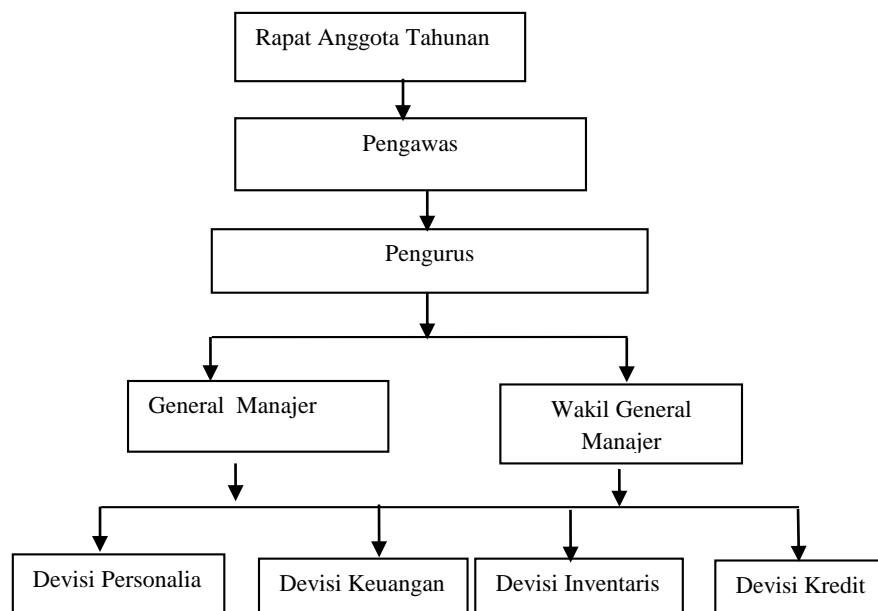 Rapat Anggota Tahunan
Pengawas
Pengurus
General Manajer
Wakil General
Manajer
Devisi Personalia
Devisi Keuangan
Devisi Inventaris
Devisi Kredit